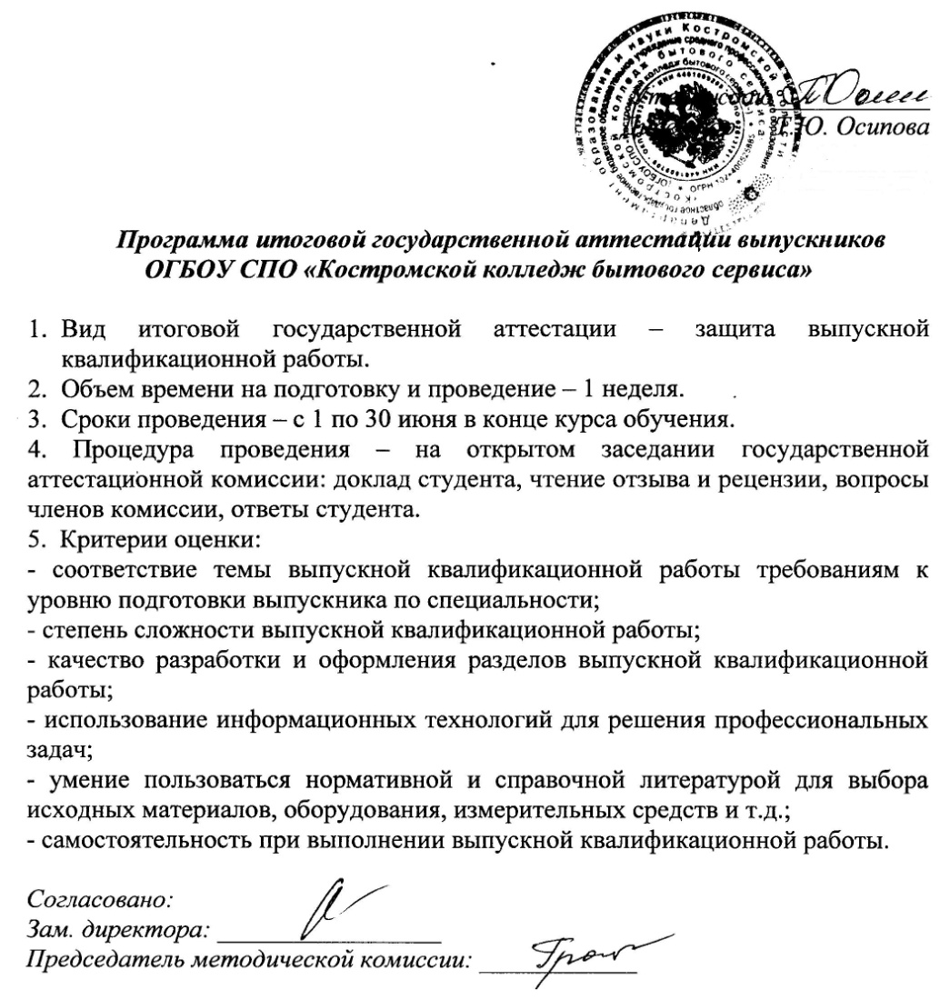 Т.Ю. Осипова
Программа итоговой государственной аттестации выпускников
ОГБОУ СПО «Костромской колледж бытового сервиса»
1. Вид итоговой государственной аттестации – защита выпускной
квалификационной работы.
2. Объем времени на подготовку и проведение – 1 неделя.
3. Сроки проведения – с 1 по 30 июня в конце курса обучения.
4. Процедура проведения – на открытом заседании государственной
аттестационной комиссии: доклад студента, чтение отзыва и рецензии, вопросы
членов комиссии, ответы студента.
5. Критерии оценки:
- соответствие темы выпускной квалификационной работы требованиям к
уровню подготовки выпускника по специальности;
- степень сложности выпускной квалификационной работы;
- качество разработки и оформления разделов выпускной квалификационной
работы;
- использование информационных технологий для решения профессиональных
задач;
- умение пользоваться нормативной и справочной литературой для выбора
исходных материалов, оборудования, измерительных средств и т.д.;
- самостоятельность при выполнении выпускной квалификационной работы.
Согласовано:
Зам. директора:
Председатель методической комиссии: